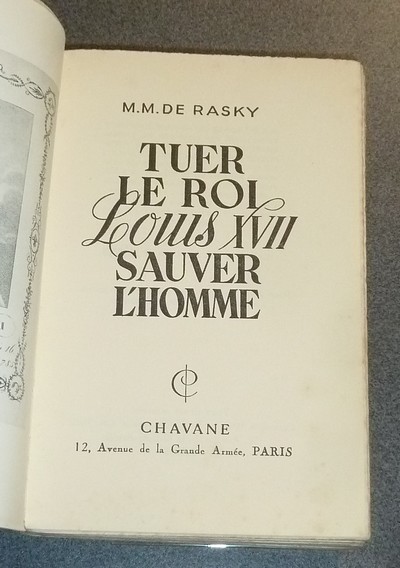 M.M. DE RASKY
TUER
LE ROI
Louis XVII
SAUVER
L'HOMME
CHAVANE
12, Avenue de la Grande Armée, PARIS